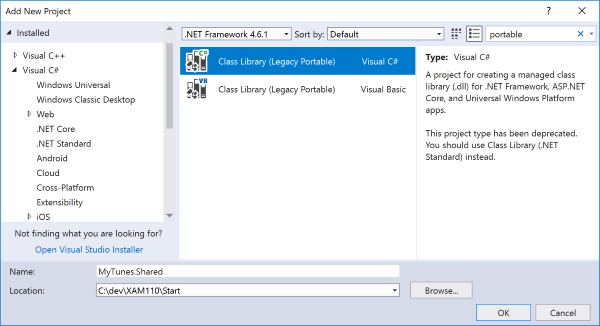 Add New Project
Installed
.NET Framework 4.6.1
Sort by:
Default
portable
Visual C++
Visual C#
Windows Universal
Windows Classic Desktop
Web
.NET Core
.NET Standard
Android
Cloud
Cross-Platform
Extensibility
iOS
Not finding what you are looking for?
Open Visual Studio Installer
C#
Class Library (Legacy Portable)
Visual C#
VB
Class Library (Legacy Portable)
Visual Basic
Type: Visual C#
A project for creating a managed class
library (.dll) for .NET Framework, ASP.NET
Core, and Universal Windows Platform
apps.
This project type has been deprecated.
You should use Class Library (.NET
Standard) instead.
Name:
MyTunes.Shared
Location:
C:\dev\XAM110\Start
Browse...
OK
Cancel